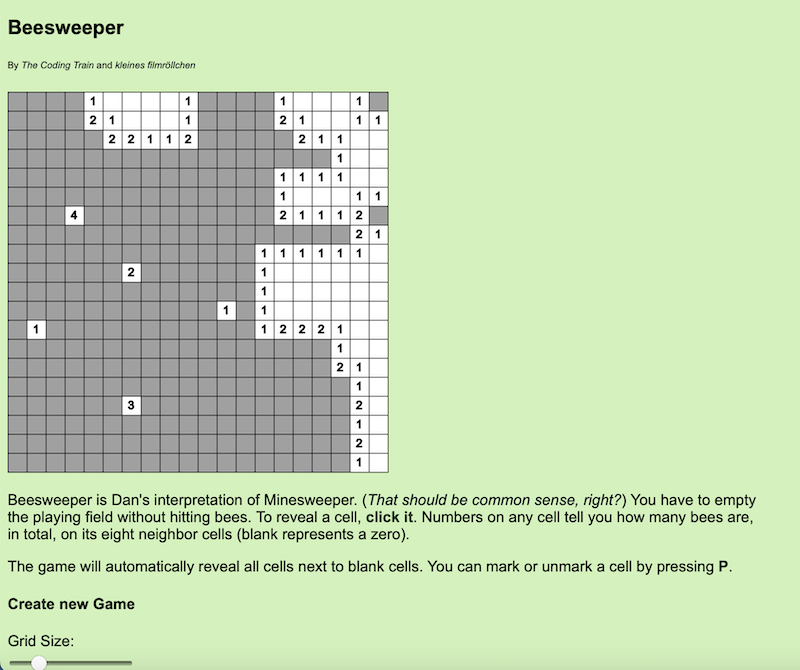 Beesweeper
By The Coding Train and kleines filmröllchen
1 1 1 1
2 1 1 2 1 1 1
2 2 1 1 2 2 1 1
1
1 1 1 1
1 1 1
4 2 1 1 1 2
2 1
1 1 1 1 1 1
2 1
1
1 1
1 1 2 2 2 1
1
2 1
1
3 2
1
2
1
Beesweeper is Dan's interpretation of Minesweeper. (That should be common sense, right?) You have to empty
the playing field without hitting bees. To reveal a cell, click it. Numbers on any cell tell you how many bees are,
in total, on its eight neighbor cells (blank represents a zero).
The game will automatically reveal all cells next to blank cells. You can mark or unmark a cell by pressing P.
Create new Game
Grid Size: